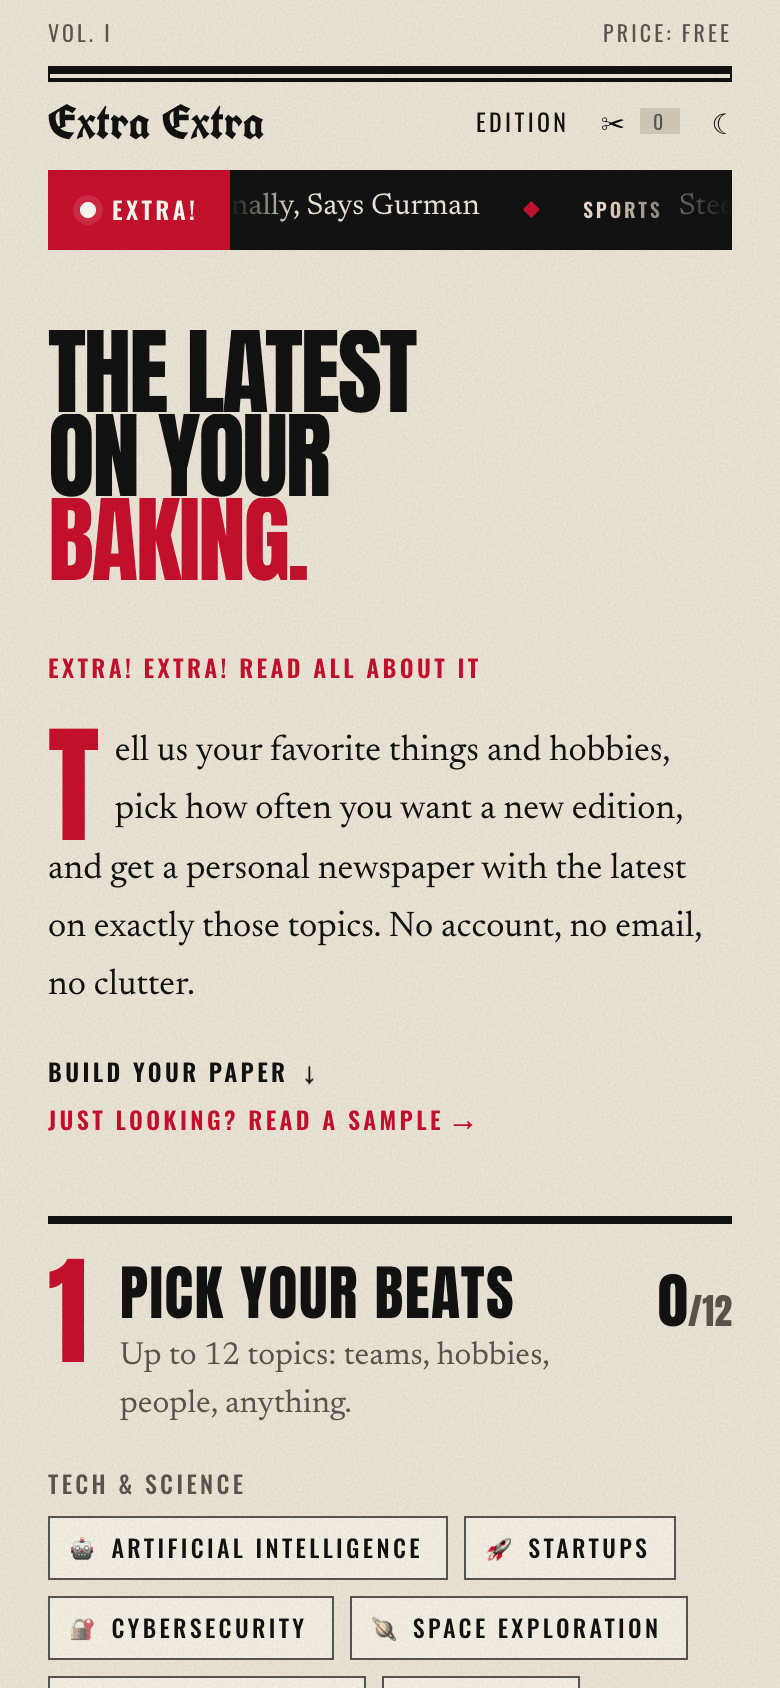 VOL. I
PRICE: FREE
Extra Extra
EDITION
0
EXTRA!
nally, Says Gurman ◆ SPORTS Stee
THE LATEST
ON YOUR
BAKING.
EXTRA! EXTRA! READ ALL ABOUT IT
Tell us your favorite things and hobbies,
pick how often you want a new edition,
and get a personal newspaper with the latest
on exactly those topics. No account, no email,
no clutter.
BUILD YOUR PAPER ↓
JUST LOOKING? READ A SAMPLE →
1
PICK YOUR BEATS
0/12
Up to 12 topics: teams, hobbies,
people, anything.
TECH & SCIENCE
ARTIFICIAL INTELLIGENCE
STARTUPS
CYBERSECURITY
SPACE EXPLORATION